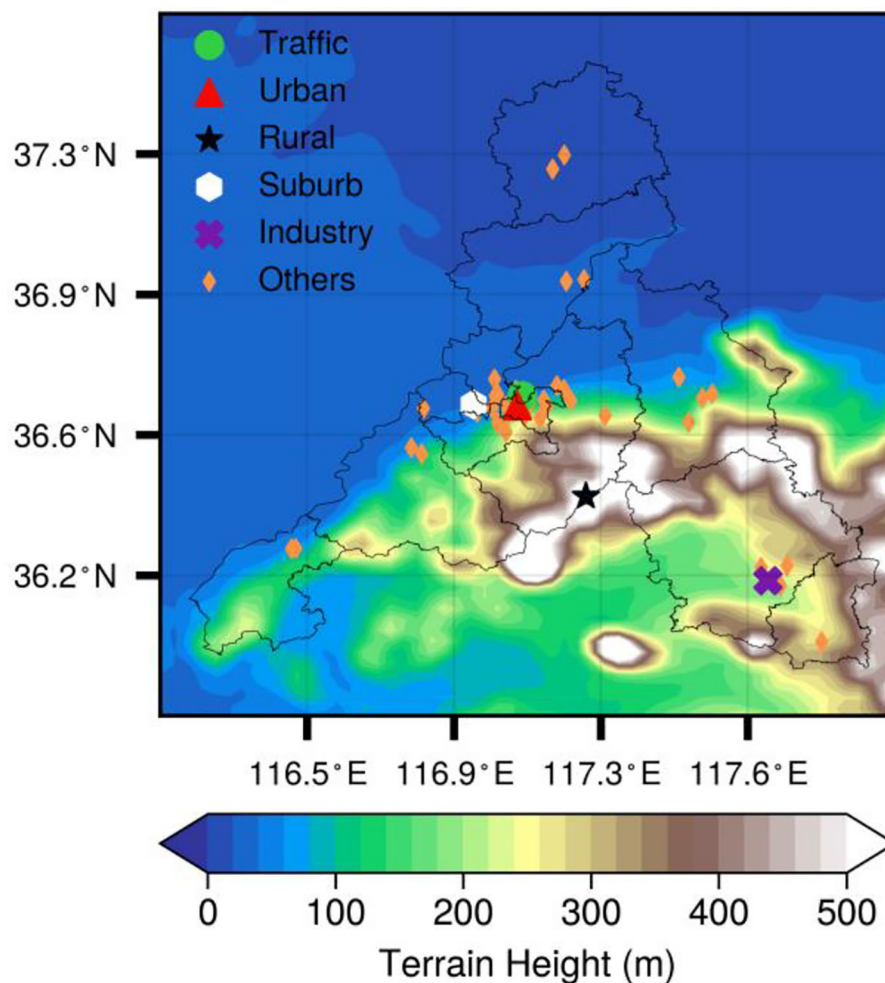 Traffic
Urban
Rural
Suburb
Industry
Others
37.3°N
36.9°N
36.6°N
36.2°N
116.5°E 116.9°E 117.3°E 117.6°E
0 100 200 300 400 500
Terrain Height (m)